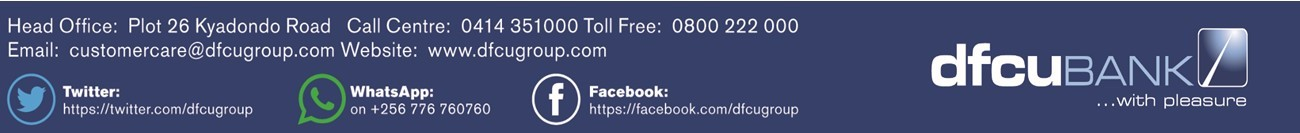 Head Office: Plot 26 Kyadondo Road Call Centre: 0414 351000 Toll Free: 0800 222 000
Email: customercare@dfcugroup.com Website: www.dfcugroup.com
Twitter:
https://twitter.com/dfcugroup
WhatsApp:
on +256 776 760760
Facebook:
https://facebook.com/dfcugroup
dfcuBANK
...with pleasure